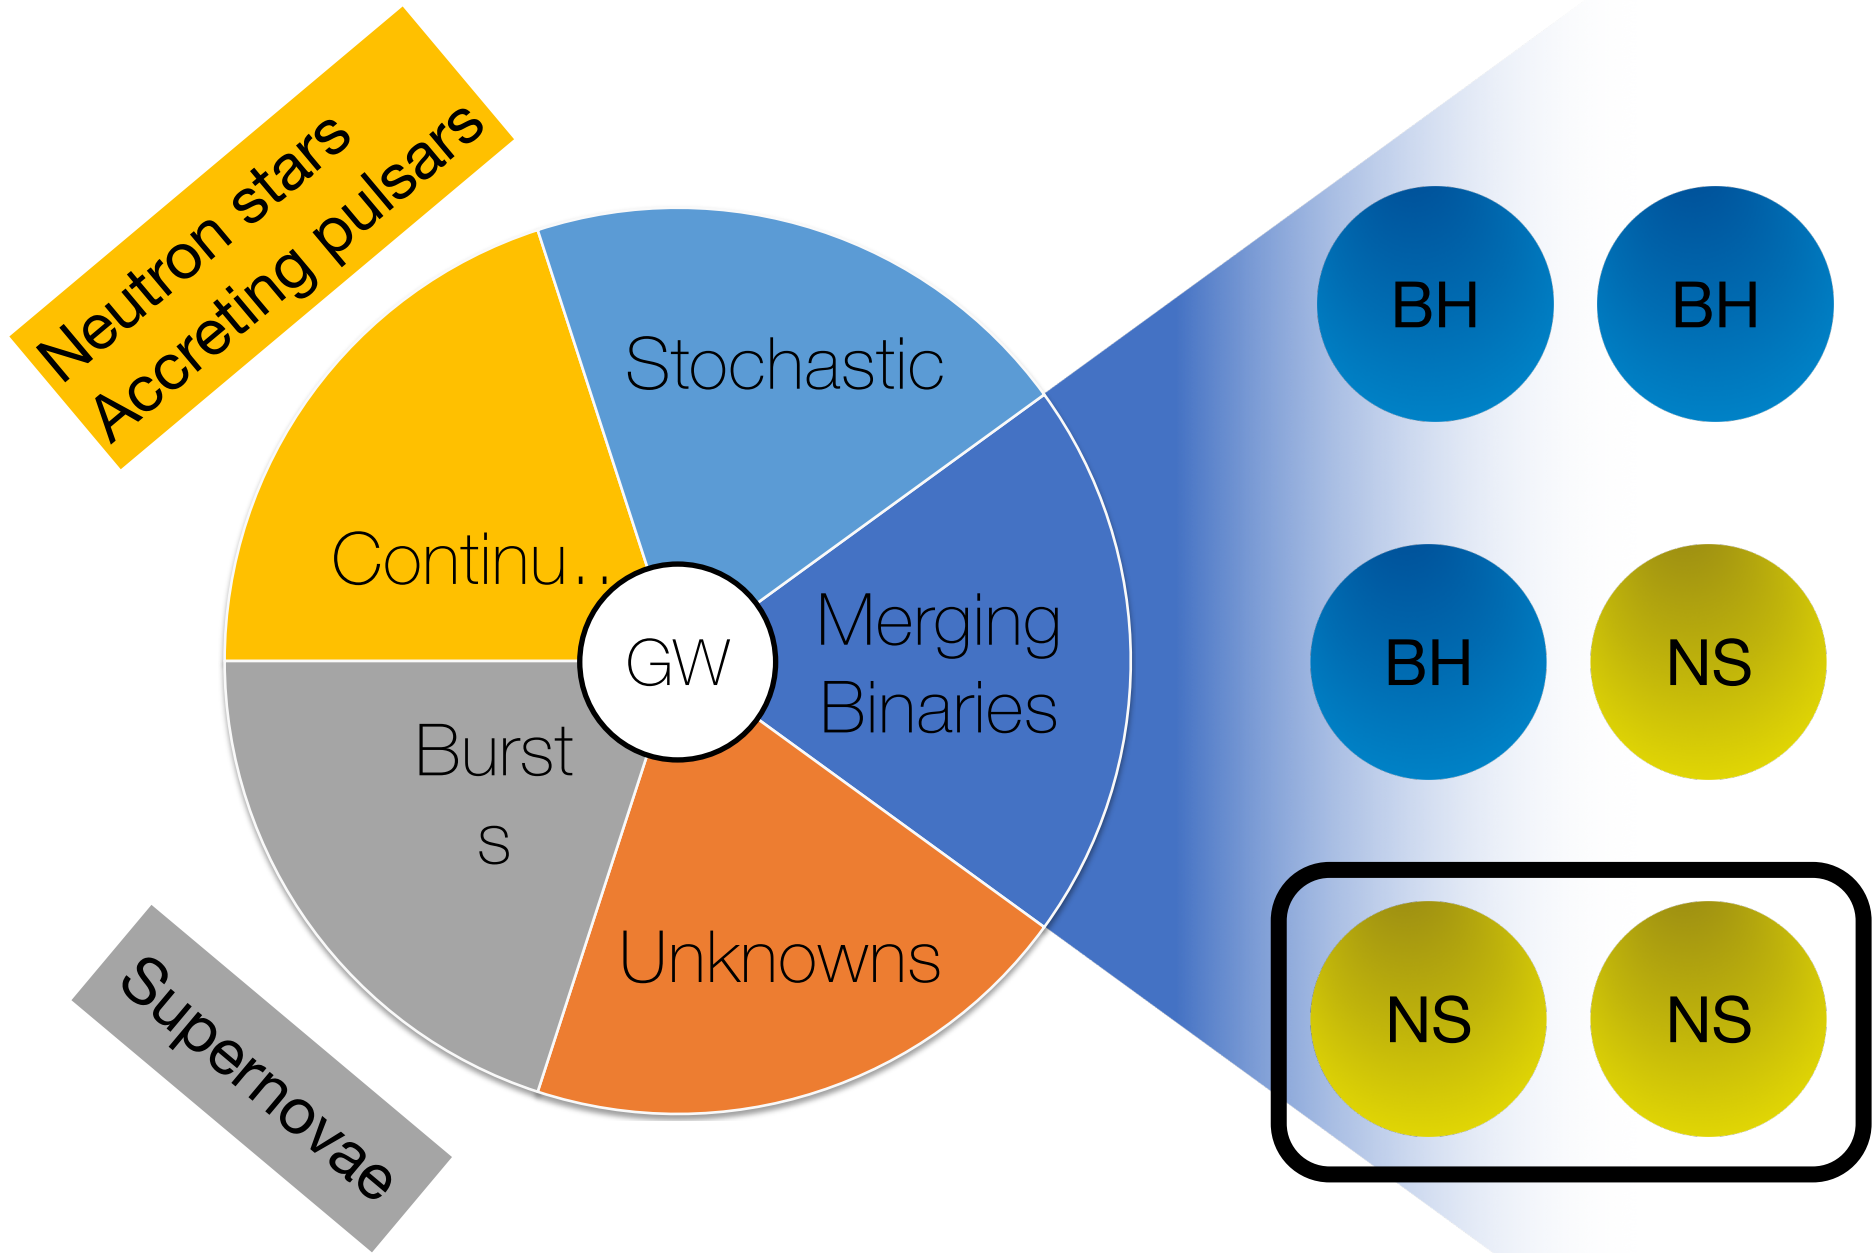 Neutron stars
Accreting pulsars
Stochastic
Continu...
GW
Merging
Binaries
Burst
s
Unknowns
Supernovae
BH BH
BH NS
NS NS